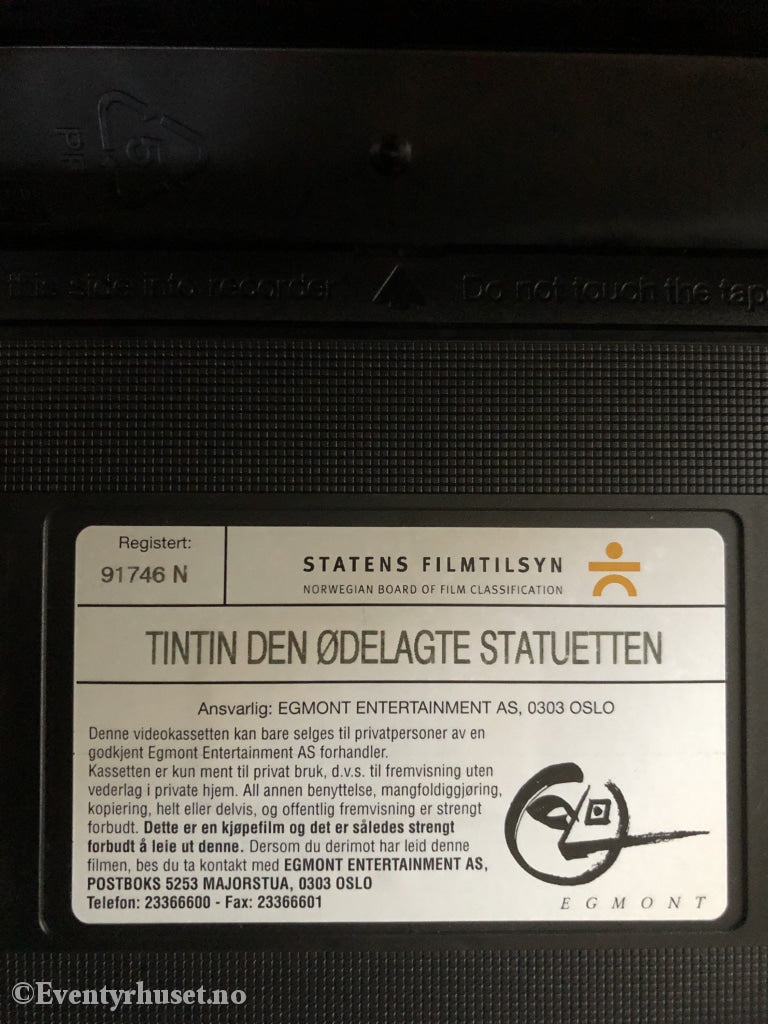 5
this side into recorder Do not touch the tape
Registert:
91746 N
STATENS FILMTILSYN
NORWEGIAN BOARD OF FILM CLASSIFICATION
TINTIN DEN ØDELAGTE STATUETTEN
Ansvarlig: EGMONT ENTERTAINMENT AS, 0303 OSLO
Denne videokassetten kan bare selges til privatpersoner av en
godkjent Egmont Entertainment AS forhandler.
Kassetten er kun ment til privat bruk, d.v.s. til fremvisning uten
vederlag i private hjem. All annen benyttelse, mangfoldiggjøring,
kopiering, helt eller delvis, og offentlig fremvisning er strengt
forbudt. Dette er en kjøpefilm og det er således strengt
forbudt å leie ut denne. Dersom du derimot har leid denne
filmen, bes du ta kontakt med EGMONT ENTERTAINMENT AS,
POSTBOKS 5253 MAJORSTUA, 0303 OSLO
Telefon: 23366600 - Fax: 23366601
EGMONT
©Eventyrhuset.no